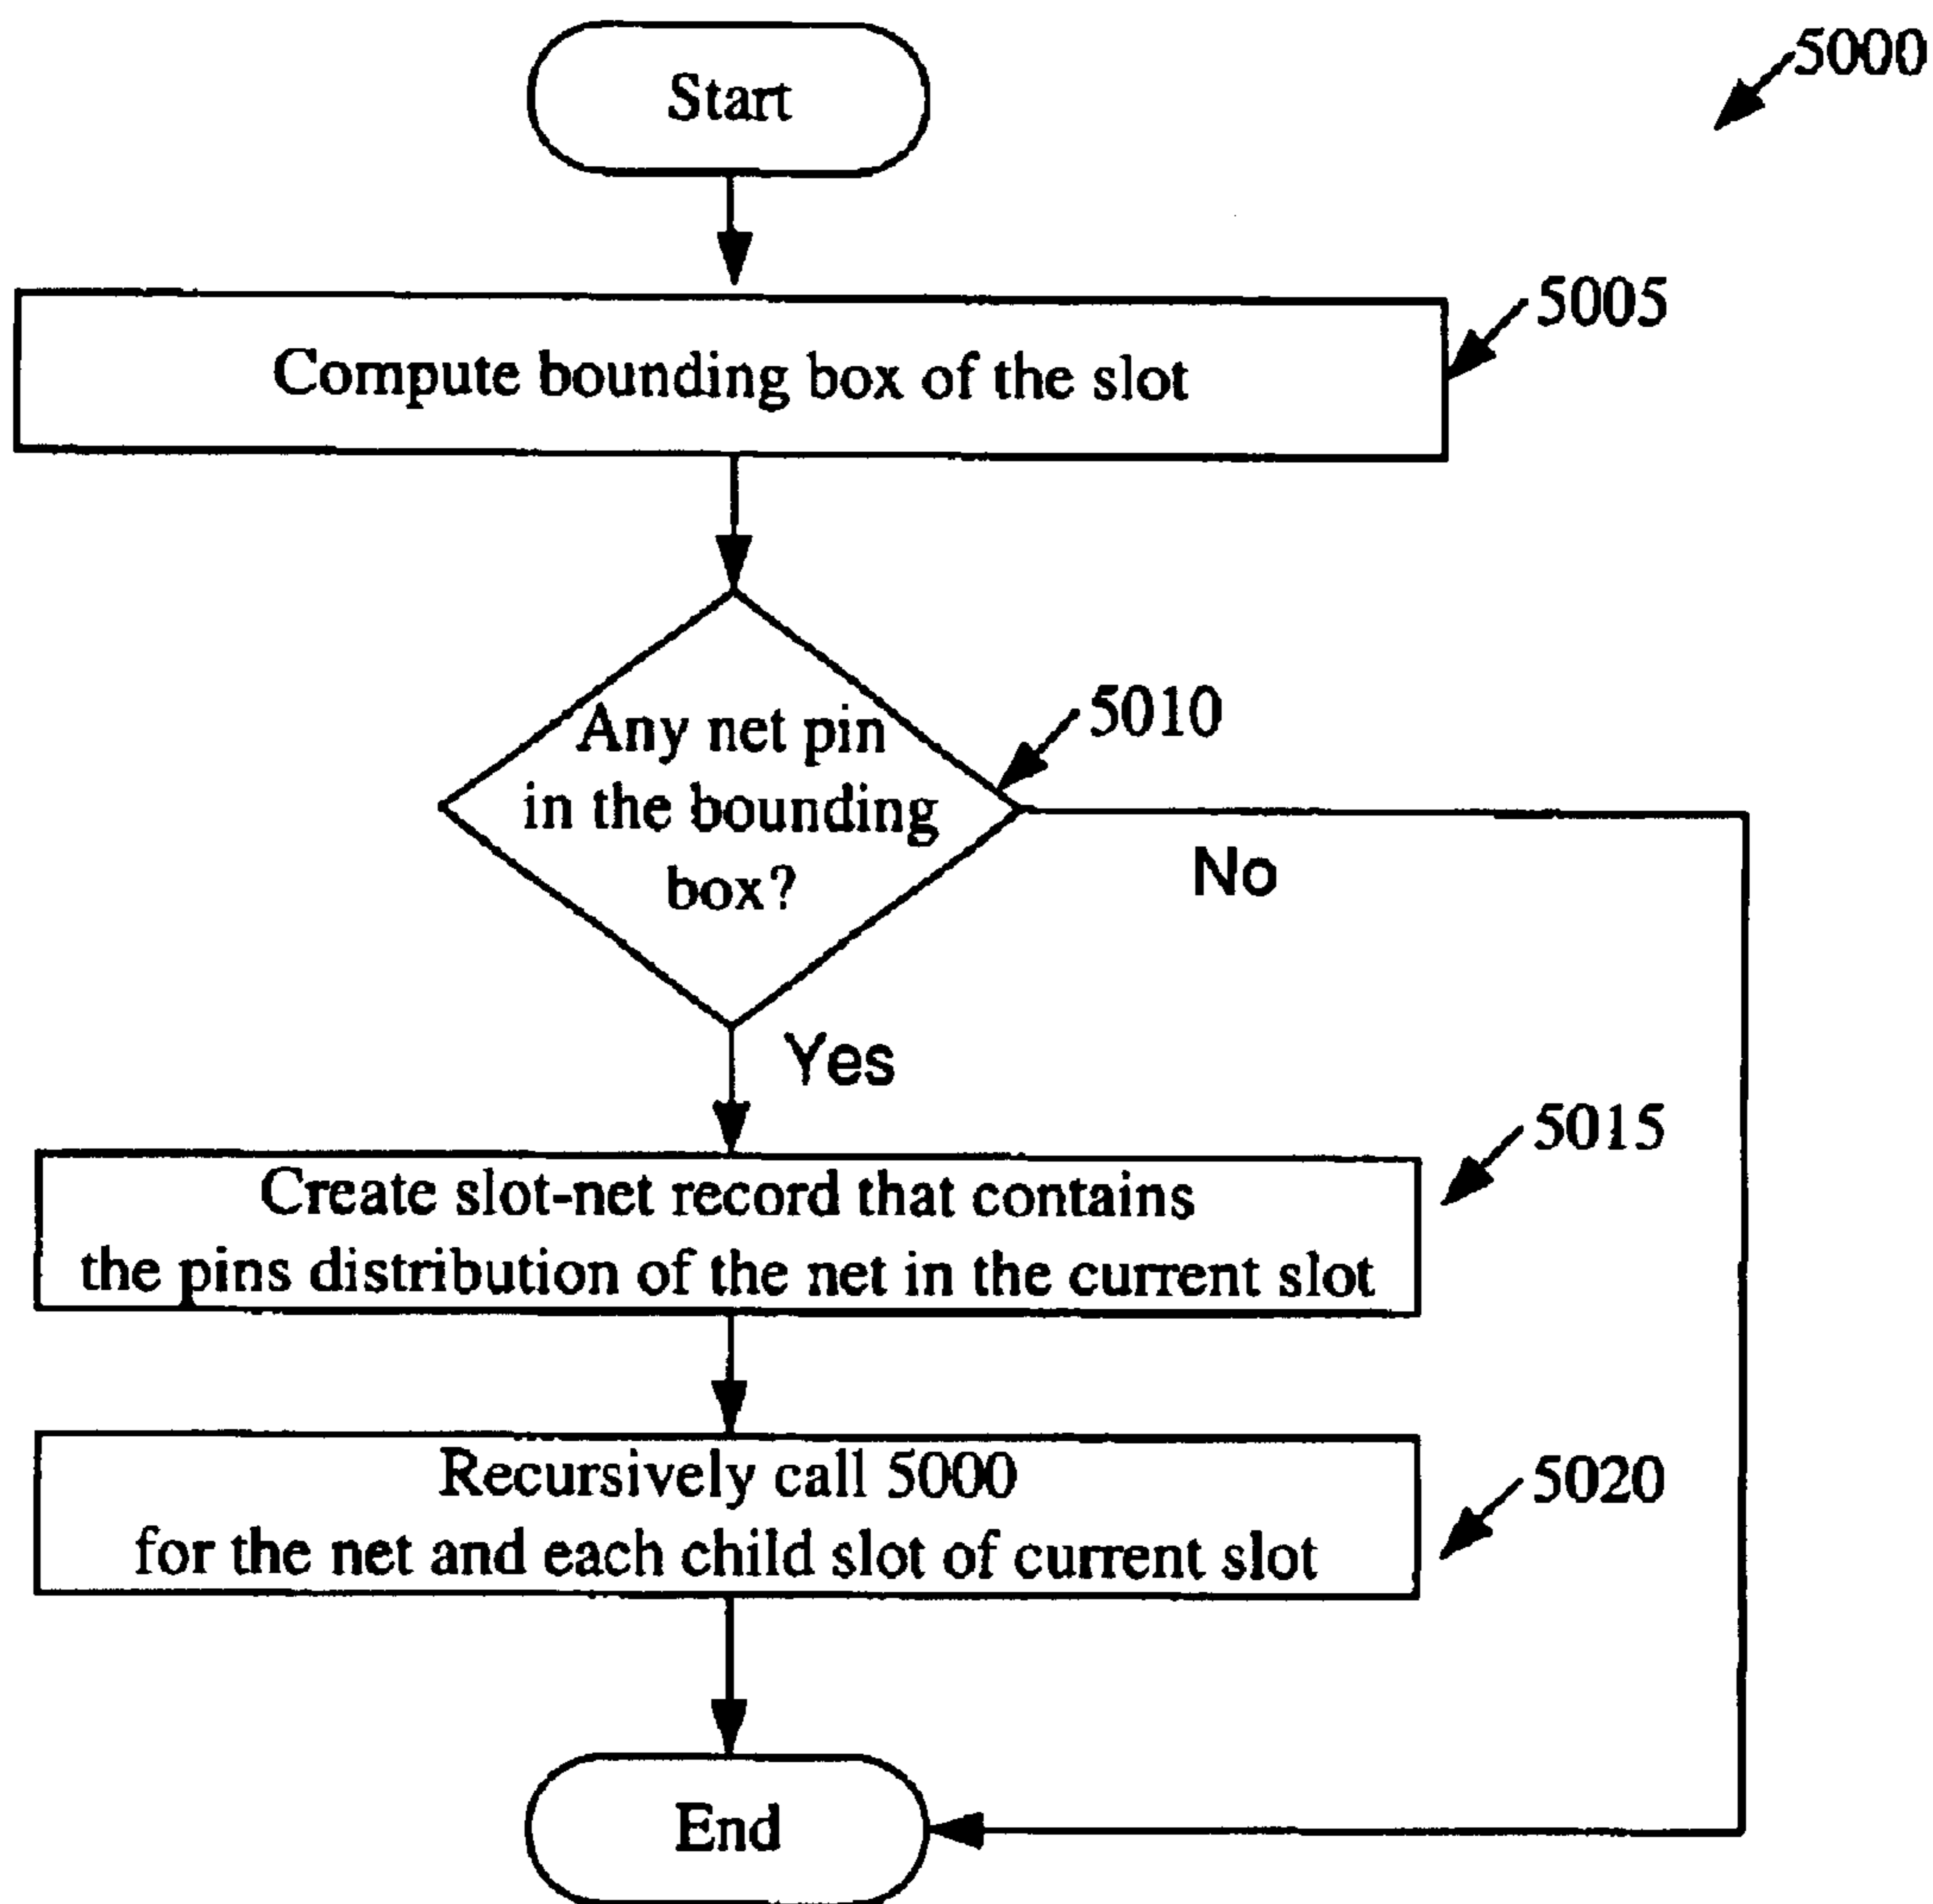 Start
5000
5005
Compute bounding box of the slot
5010
Any net pin
in the bounding
box?
No
Yes
5015
Create slot-net record that contains
the pins distribution of the net in the current slot
5020
Recursively call 5000
for the net and each child slot of current slot
End